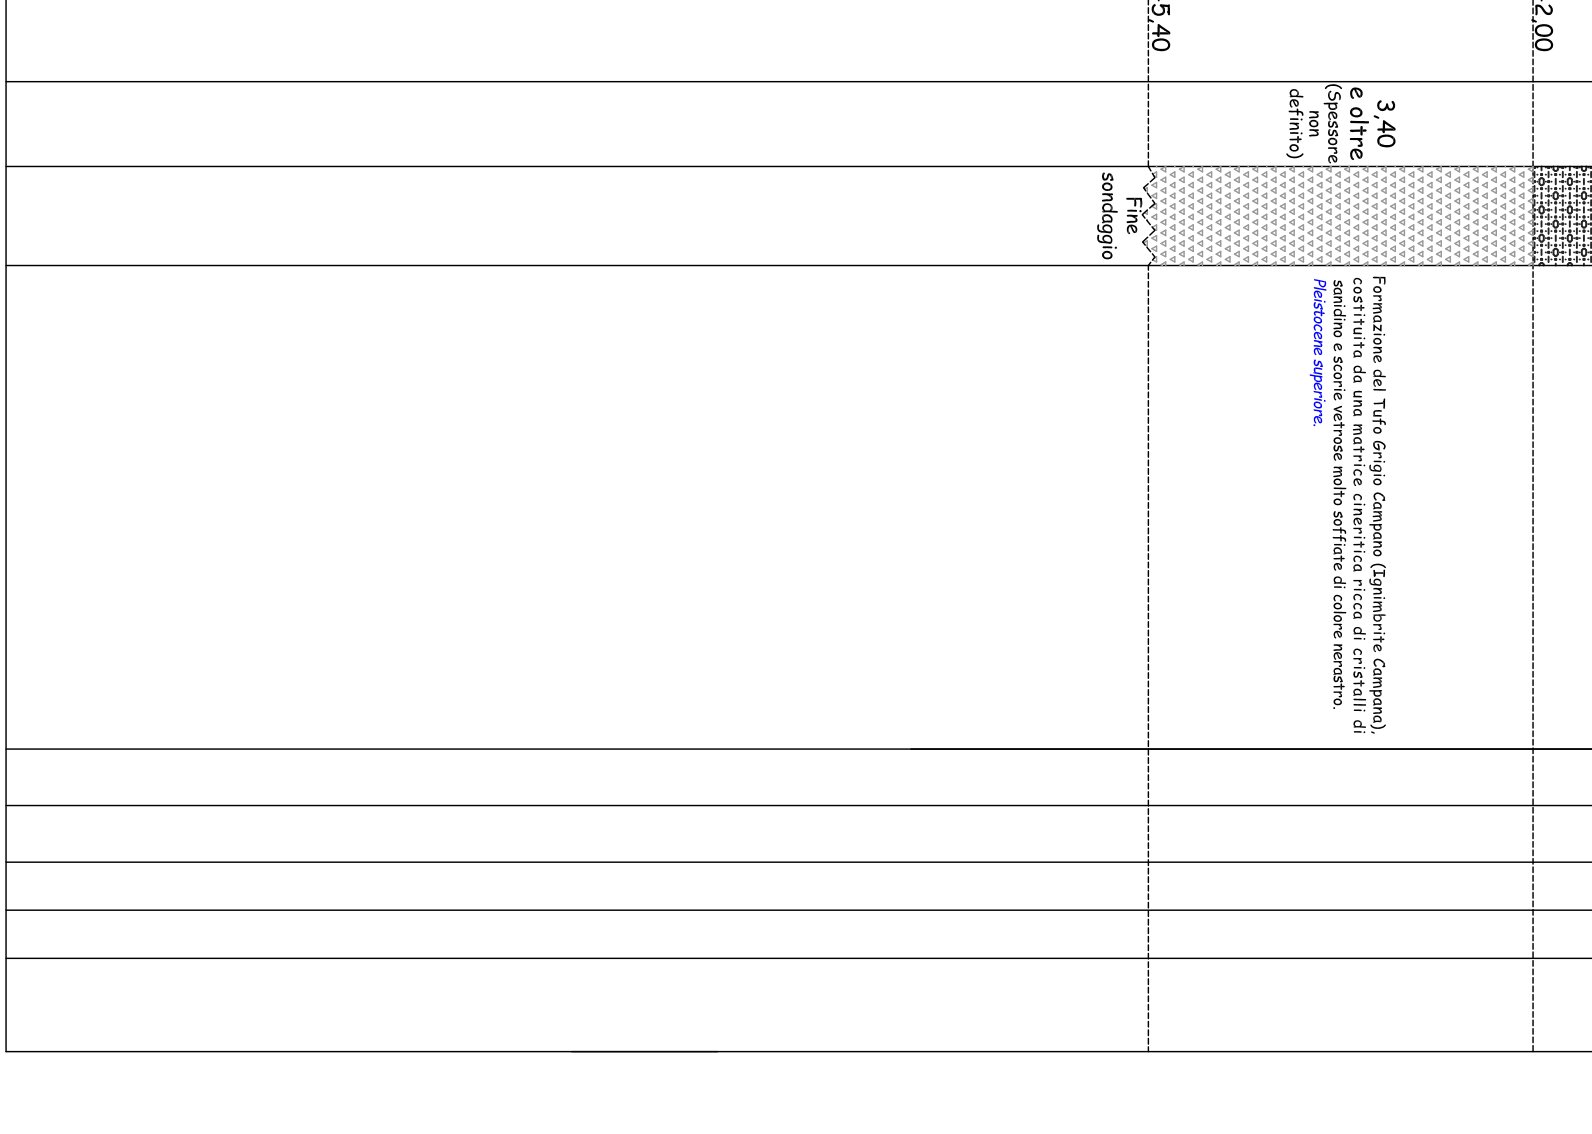 -2,00
3,40
e oltre
(Spessore
non
definito)
Formazione del Tufo Grigio Campano (Ignimbrite Campana),
costituita da una matrice cineritica ricca di cristalli di
sanidino e scorie vetrose molto soffiate di colore nerastro.
Pleistocene superiore.
-5,40
Fine
sondaggio